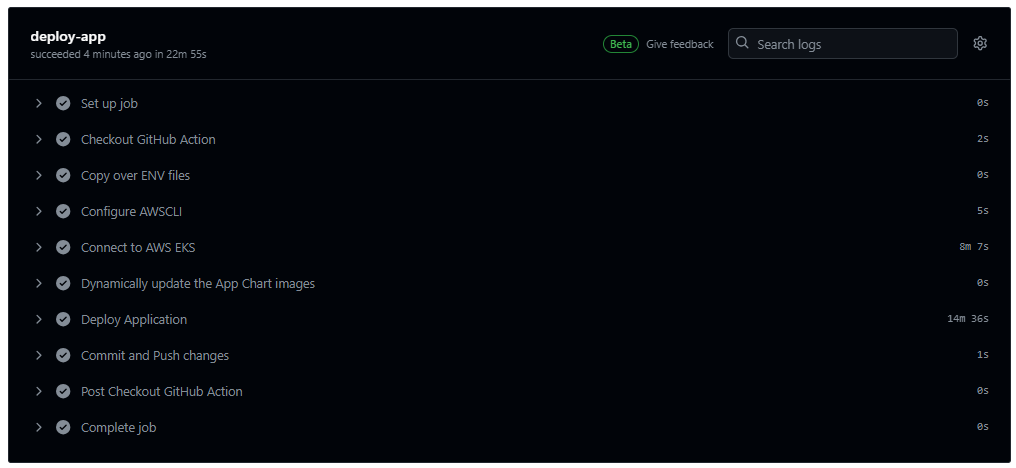 deploy-app
succeeded 4 minutes ago in 22m 55s
Beta Give feedback
Search logs
Set up job 0s
Checkout GitHub Action 2s
Copy over ENV files 0s
Configure AWSCLI 5s
Connect to AWS EKS 8m 7s
Dynamically update the App Chart images 0s
Deploy Application 14m 36s
Commit and Push changes 1s
Post Checkout GitHub Action 0s
Complete job 0s